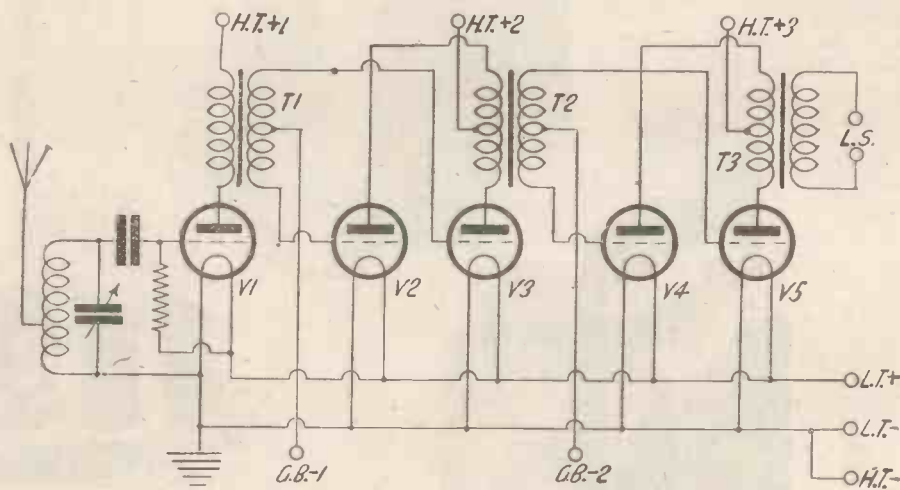 H.T.+1
H.T.+2
H.T.+3
T1
T2
T3
L.S.
V1
V2
V3
V4
V5
L.T.+
L.T.-
G.B.-1
G.B.-2
H.T.-